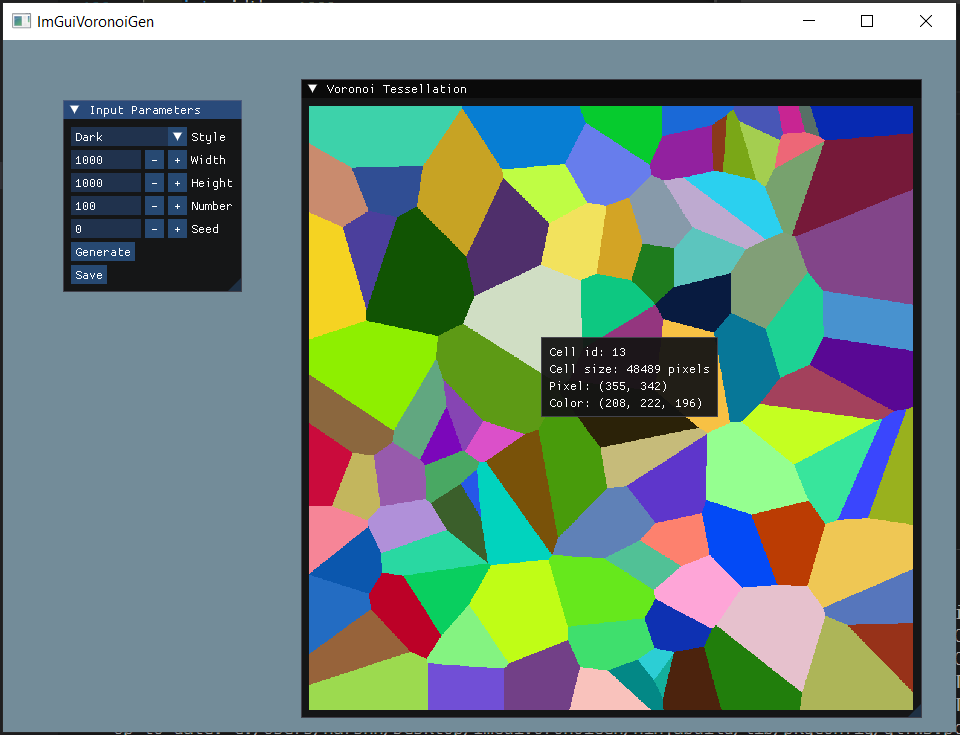 ImGuiVoronoiGen
Input Parameters
Dark Style
1000 - + Width
1000 - + Height
100 - + Number
0 - + Seed
Generate
Save
Voronoi Tessellation
Cell id: 13
Cell size: 48489 pixels
Pixel: (355, 342)
Color: (208, 222, 196)